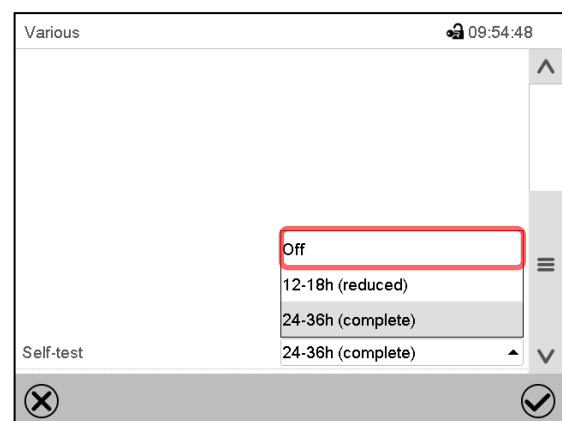 Various 09:54:48
Off
12-18h (reduced)
24-36h (complete)
Self-test 24-36h (complete)